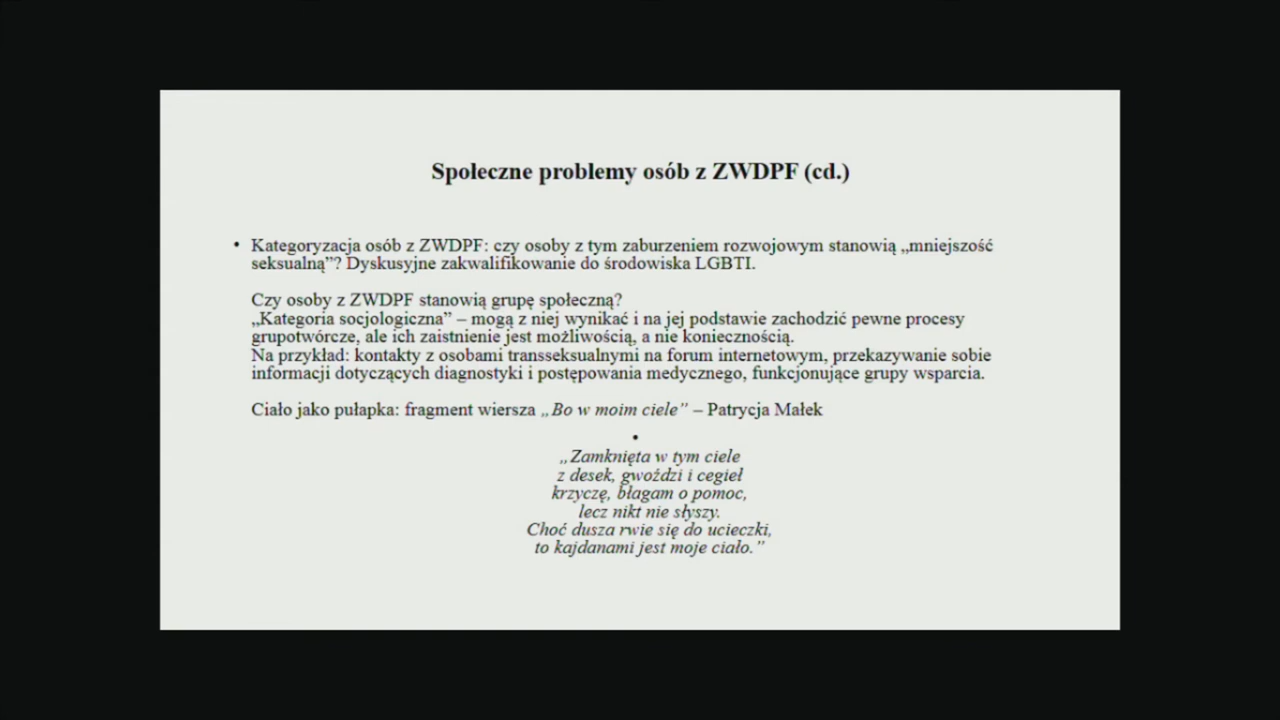 Społeczne problemy osób z ZWDPF (cd.)
• Kategoryzacja osób z ZWDPF: czy osoby z tym zaburzeniem rozwojowym stanowią „mniejszość
seksualną”? Dyskusyjne zakwalifikowanie do środowiska LGBTI.
Czy osoby z ZWDPF stanowią grupę społeczną?
„Kategoria socjologiczna” – mogą z niej wynikać i na jej podstawie zachodzić pewne procesy
grupotwórcze, ale ich zaistnienie jest możliwością, a nie koniecznością.
Na przykład: kontakty z osobami transseksualnymi na forum internetowym, przekazywanie sobie
informacji dotyczących diagnostyki i postępowania medycznego, funkcjonujące grupy wsparcia.
Ciało jako pułapka: fragment wiersza „Bo w moim ciele” – Patrycja Małek
•
„Zamknięta w tym ciele
z desek, gwoździ i cegieł
krzyczę, błagam o pomoc,
lecz nikt nie słyszy.
Choć dusza rwie się do ucieczki,
to kajdanami jest moje ciało.”